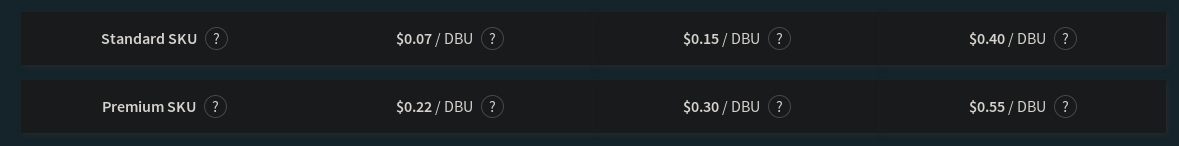 Standard SKU ? $0.07 / DBU ? $0.15 / DBU ? $0.40 / DBU ?
Premium SKU ? $0.22 / DBU ? $0.30 / DBU ? $0.55 / DBU ?